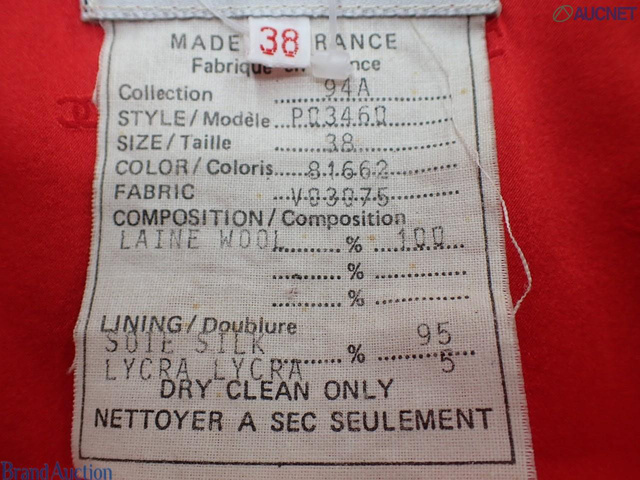 AUCNET
38
MADE RANCE
Fabrique en nce
Collection 94A
STYLE/Modèle P03460
SIZE/Taille 38
COLOR/Coloris 81662
FABRIC V03075
COMPOSITION/Composition
LAINE WOOL % 100
%
%
LINING/Doublure
SOIE SILK 95
%
LYCRA LYCRA 5
DRY CLEAN ONLY
NETTOYER A SEC SEULEMENT
Brand Auction